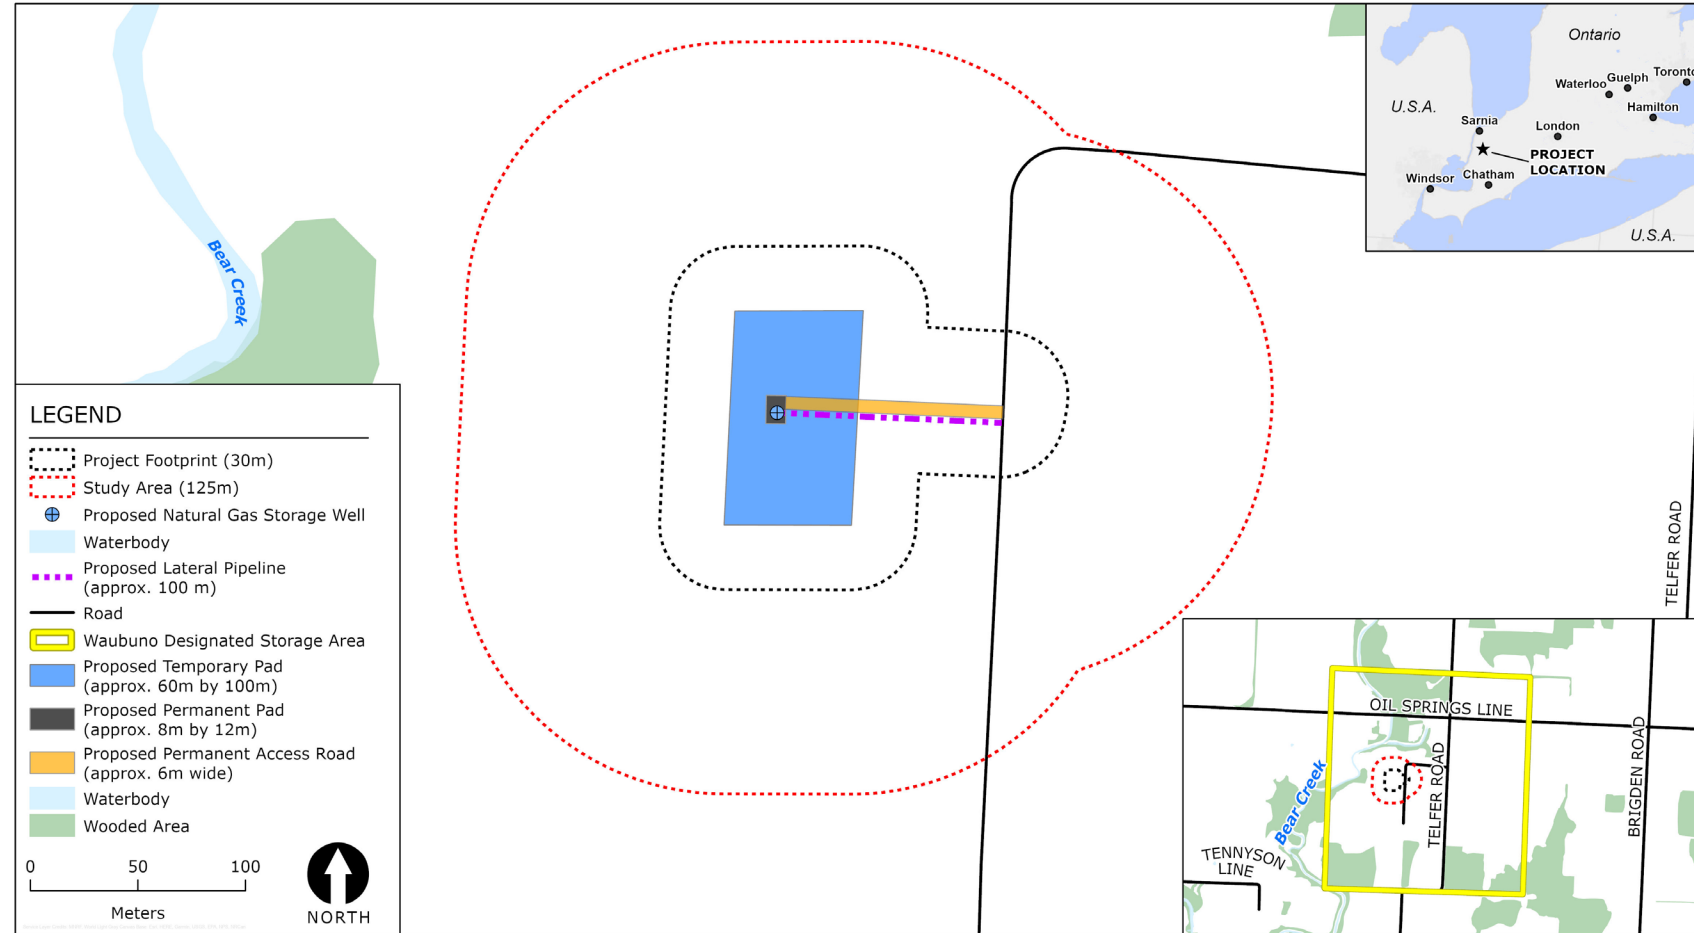 Ontario
Waterloo
Guelph
Toronto
U.S.A.
Hamilton
Sarnia
London
PROJECT
LOCATION
Windsor
Chatham
U.S.A.
Bear Creek
LEGEND
Project Footprint (30m)
Study Area (125m)
Proposed Natural Gas Storage Well
Waterbody
Proposed Lateral Pipeline
(approx. 100 m)
Road
Waubuno Designated Storage Area
Proposed Temporary Pad
(approx. 60m by 100m)
Proposed Permanent Pad
(approx. 8m by 12m)
Proposed Permanent Access Road
(approx. 6m wide)
Waterbody
Wooded Area
0 50 100
Meters
NORTH
TELFER ROAD
OIL SPRINGS LINE
BRIGDEN ROAD
TELFER ROAD
Bear Creek
TENNYSON
LINE